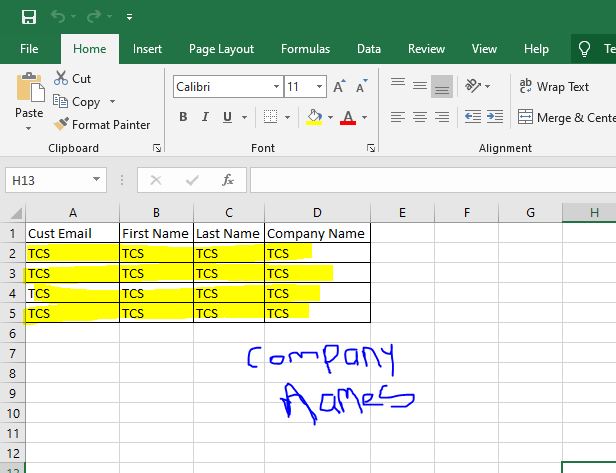 File Home Insert Page Layout Formulas Data Review View Help Te
Paste
Cut
Copy
Format Painter
Clipboard
Calibri 11 A A
B I U A
Font
ab Wrap Text
Merge & Cente
Alignment
H13 fx
A B C D E F G H
1 Cust Email First Name Last Name Company Name
2 TCS TCS TCS TCS
3 TCS TCS TCS TCS
4 TCS TCS TCS TCS
5 TCS TCS TCS TCS
6
7
8
9
10
11
12
13
Company
Names